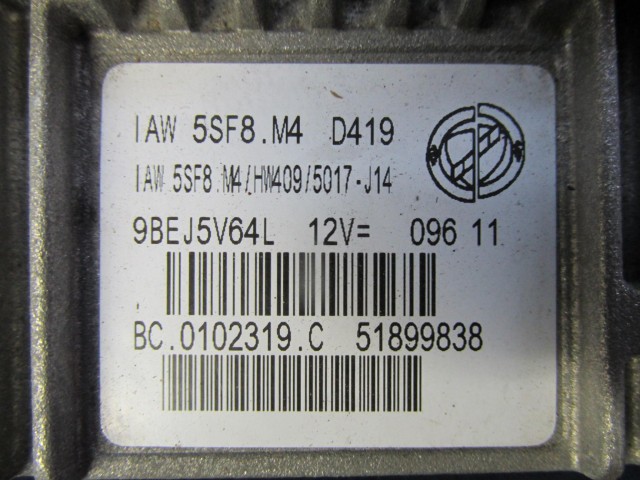 IAW 5SF8.M4 D419
IAW 5SF8.M4/HW409/5017-J14
9BEJ5V64L 12V= 096 11
BC.0102319.C 51899838